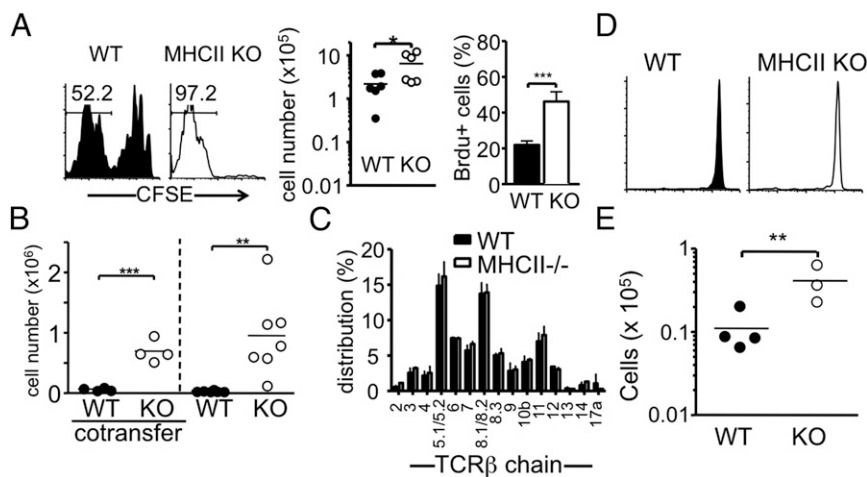 A
WT
MHCII KO
52.2
97.2
CFSE
cell number (x10⁵)
10
1
0.1
0.01
*
WT KO
Brdu+ cells (%)
80
60
40
20
0
***
WT KO
D
WT
MHCII KO
B
cell number (x10⁶)
2
1
0
***
**
WT
KO
WT
KO
cotransfer
C
WT
MHCII-/-
distribution (%)
20
15
10
5
0
2
3
4
5.1/5.2
6
7
8.1/8.2
8.3
9
10b
11
12
13
14
17a
TCRβ chain
E
Cells (x 10⁵)
1
0.1
0.01
**
WT
KO